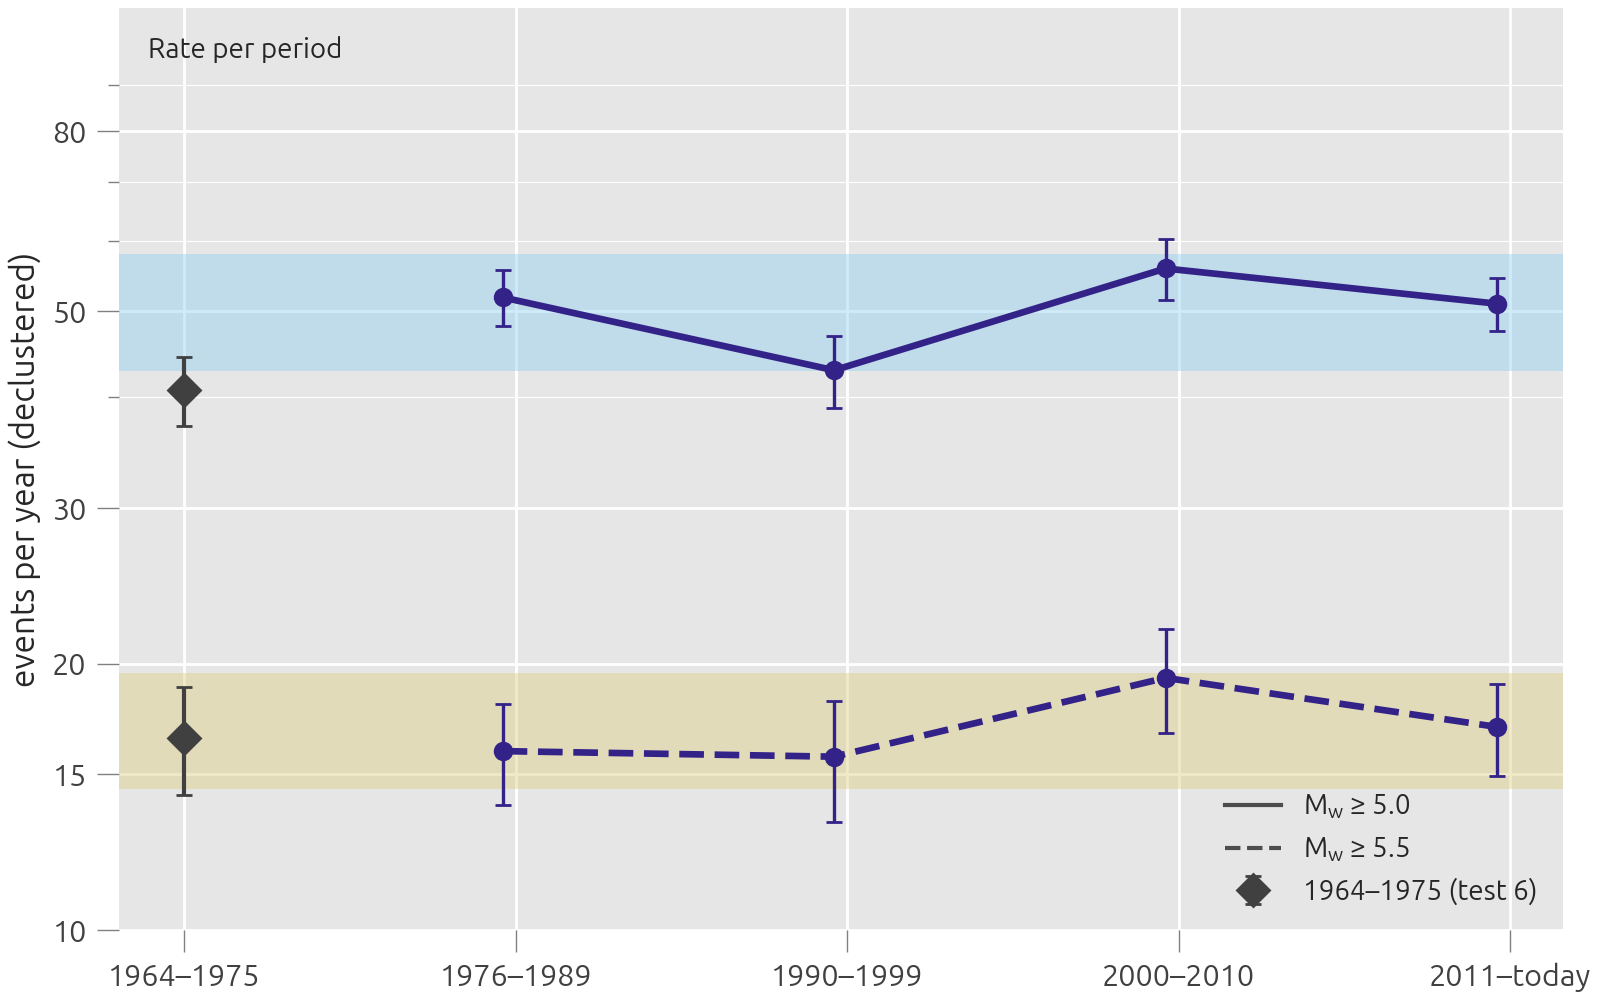 Rate per period
80
50
30
20
15
10
events per year (declustered)
Mw ≥ 5.0
Mw ≥ 5.5
1964–1975 (test 6)
1964–1975 1976–1989 1990–1999 2000–2010 2011–today